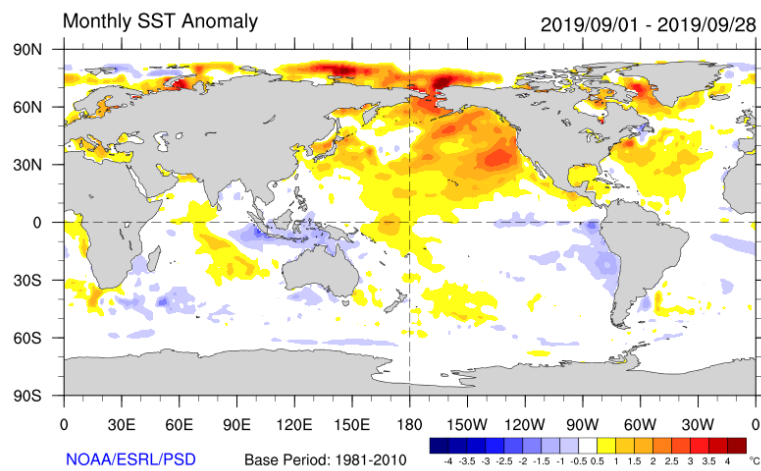 Monthly SST Anomaly 2019/09/01 - 2019/09/28
90N
60N
30N
0
30S
60S
90S
0 30E 60E 90E 120E 150E 180 150W 120W 90W 60W 30W 0
NOAA/ESRL/PSD Base Period: 1981-2010
-4 -3.5 -3 -2.5 -2 -1.5 -1 -0.5 0.5 1 1.5 2 2.5 3 3.5 4 °C